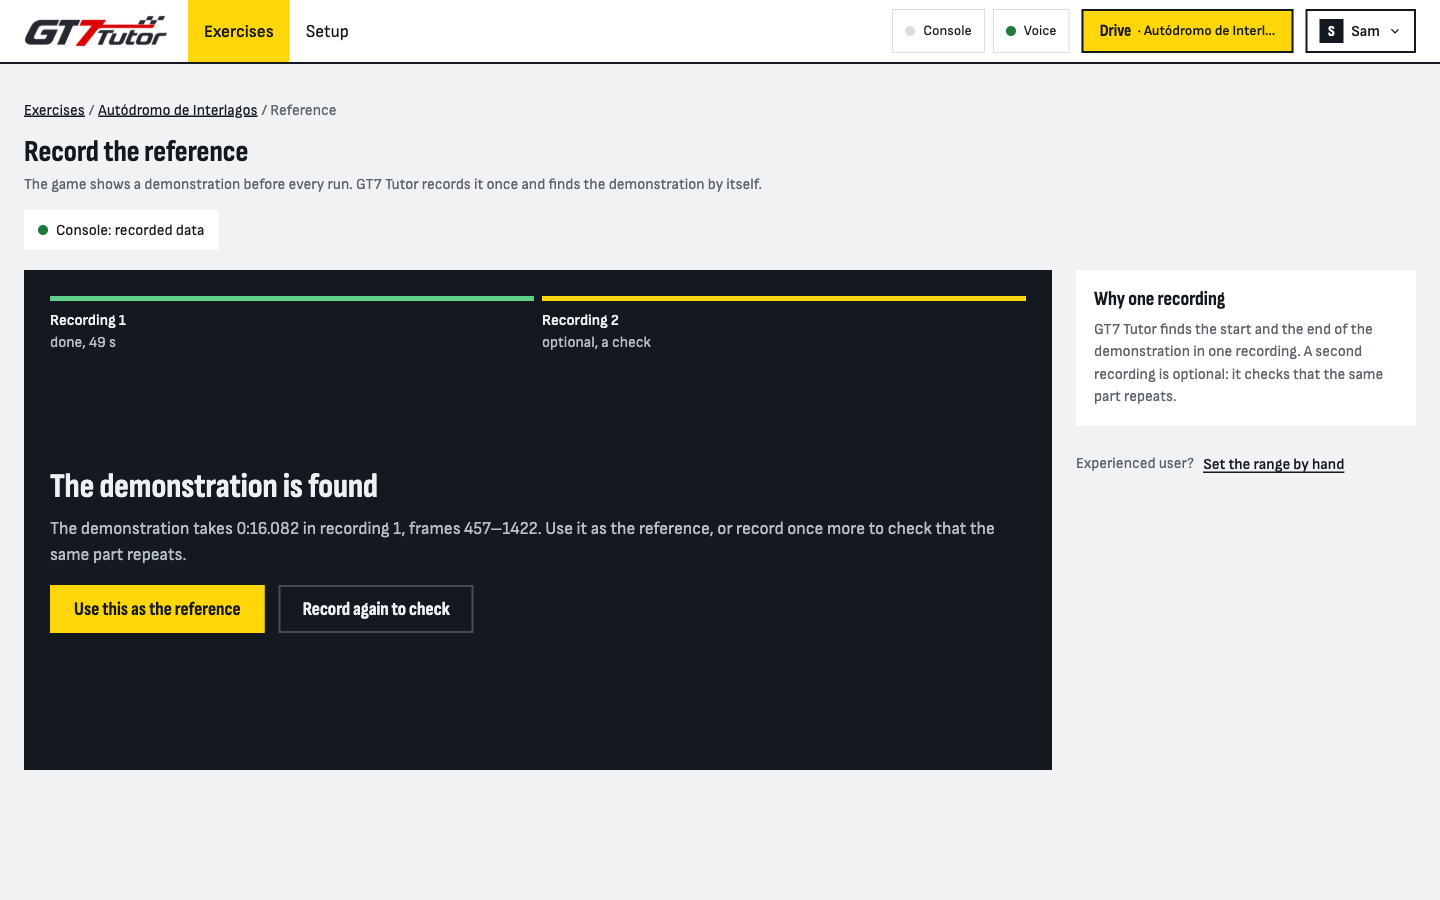 GT7 Tutor
Exercises
Setup
Console
Voice
Drive · Autódromo de Interl...
S Sam
Exercises / Autódromo de Interlagos / Reference
Record the reference
The game shows a demonstration before every run. GT7 Tutor records it once and finds the demonstration by itself.
Console: recorded data
Recording 1
done, 49 s
Recording 2
optional, a check
The demonstration is found
The demonstration takes 0:16.082 in recording 1, frames 457–1422. Use it as the reference, or record once more to check that the
same part repeats.
Use this as the reference
Record again to check
Why one recording
GT7 Tutor finds the start and the end of the
demonstration in one recording. A second
recording is optional: it checks that the same
part repeats.
Experienced user? Set the range by hand